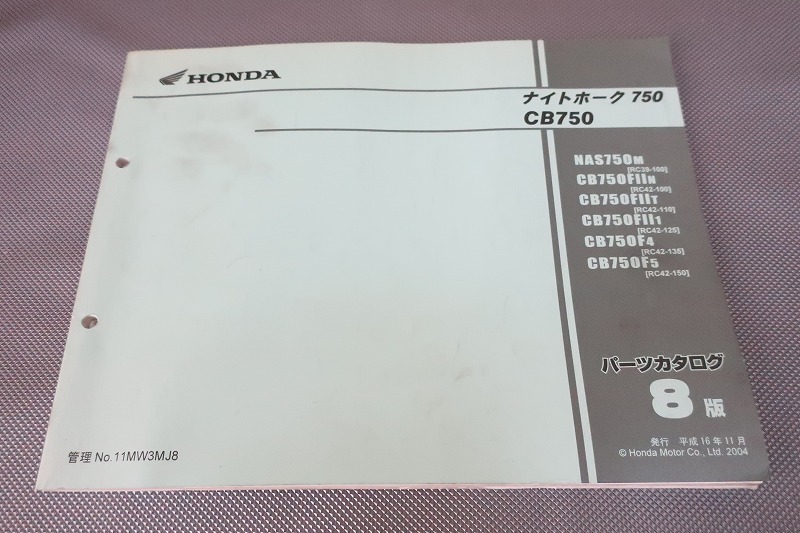 HONDA
ナイトホーク 750
CB750
NAS750M
[RC39-100]
CB750FIIN
[RC42-100]
CB750FIIT
[RC42-110]
CB750FII1
[RC42-125]
CB750F4
[RC42-135]
CB750F5
[RC42-150]
パーツカタログ
8 版
発行 平成16年11月
© Honda Motor Co., Ltd. 2004
管理 No.11MW3MJ8